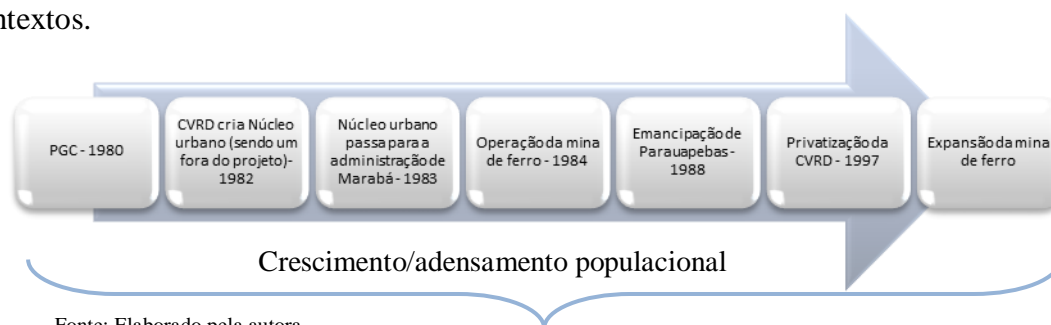 ntextos.
PGC - 1980
CVRD cria Núcleo
urbano (sendo um
fora do projeto)-
1982
Núcleo urbano
passa para a
administração de
Marabá - 1983
Operação da mina
de ferro - 1984
Emancipação de
Parauapebas -
1988
Privatização da
CVRD - 1997
Expansão da mina
de ferro
Crescimento/adensamento populacional
Fonte: Elaborado pela autora